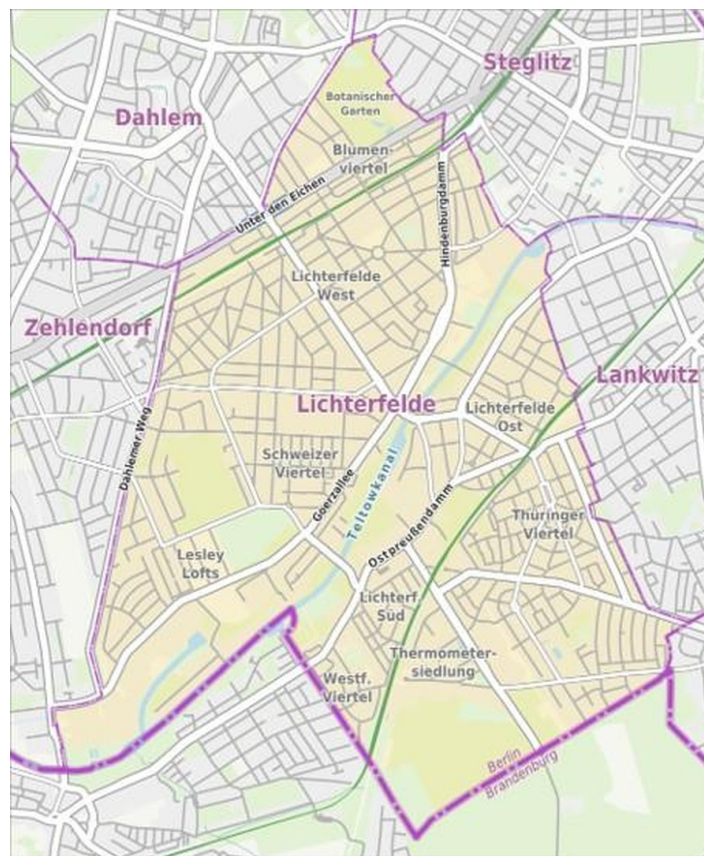 Steglitz
Botanischer
Garten
Dahlem
Blumen-
viertel
Unter den Eichen
Hindenburgdamm
Lichterfelde
West
Zehlendorf
Lankwitz
Lichterfelde
Lichterfelde
Ost
Dahlemer Weg
Schweizer
Viertel
Goerzallee
Teltowkanal
Ostpreußendamm
Thüringer
Viertel
Lesley
Lofts
Lichterf.
Süd
Thermometer-
siedlung
Westf.
Viertel
Berlin
Brandenburg